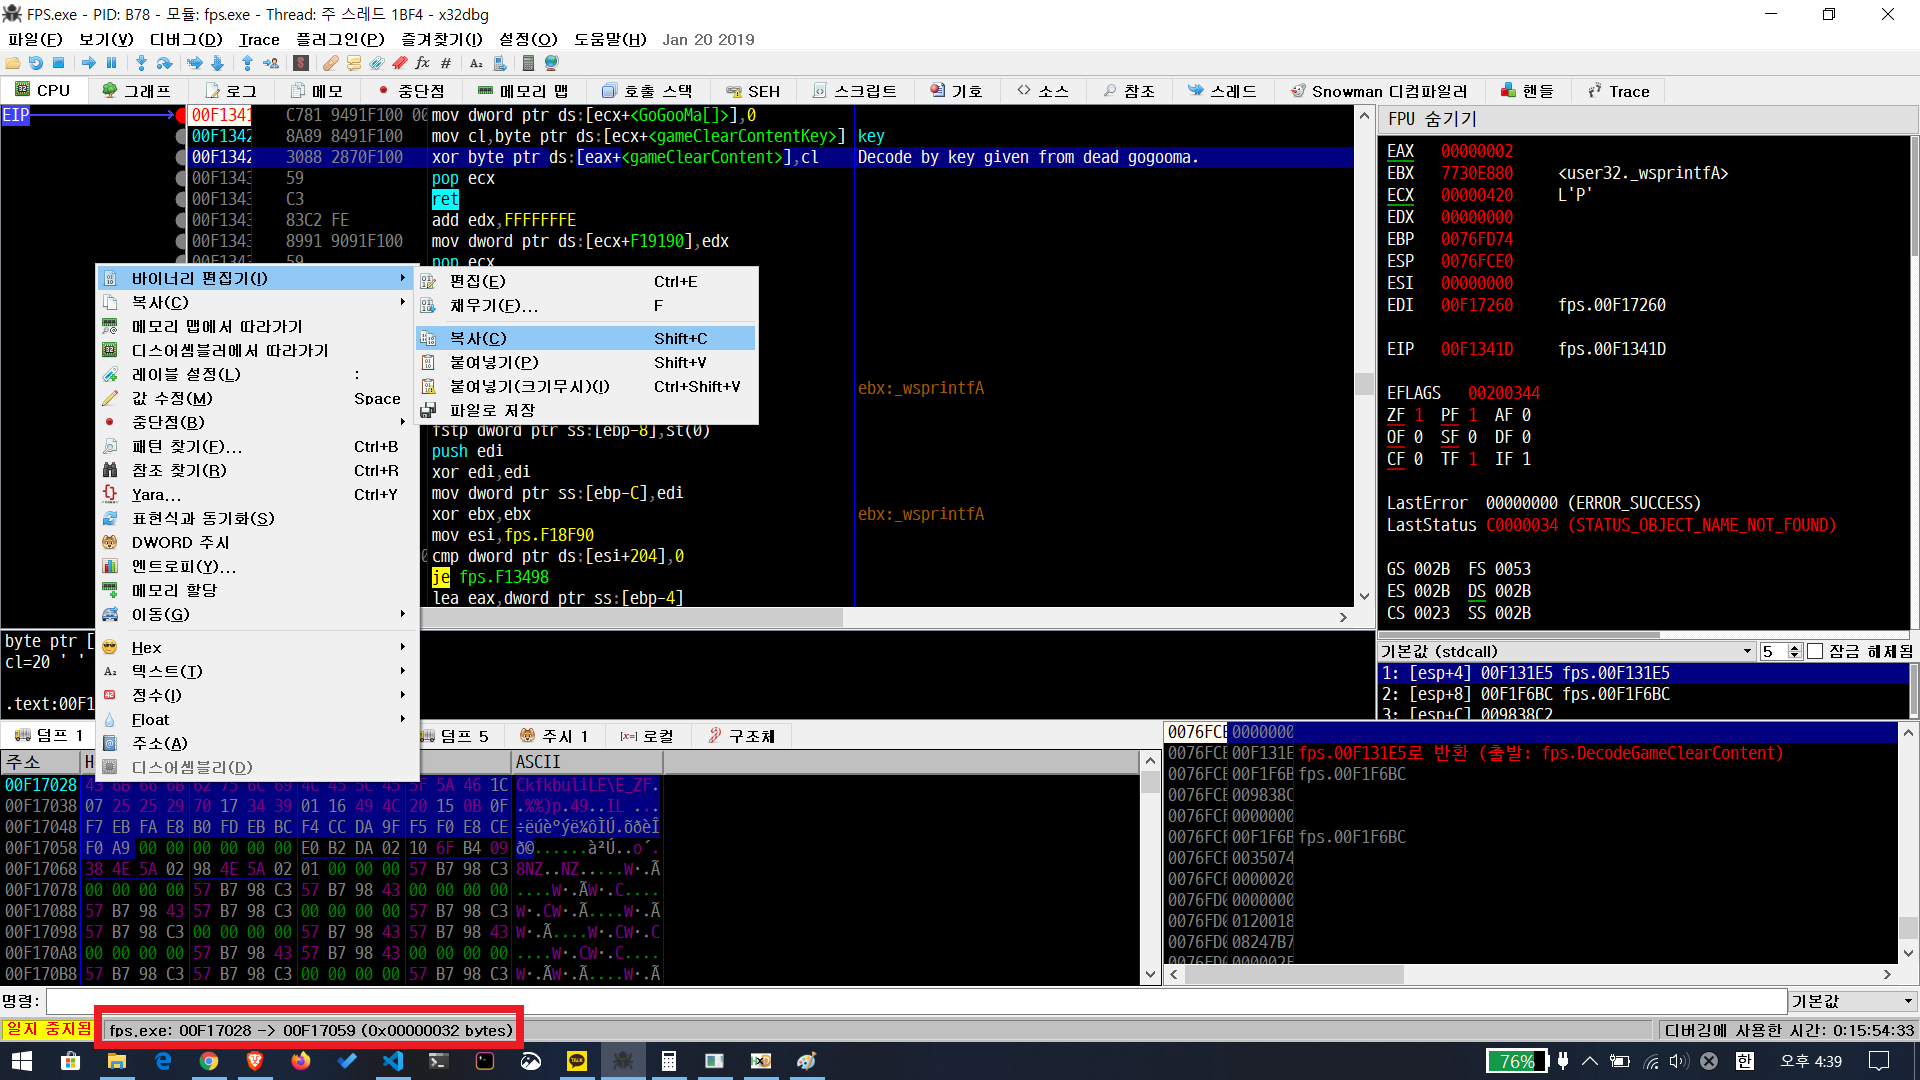 FPS.exe - PID: B78 - 모듈: fps.exe - Thread: 주 스레드 1BF4 - x32dbg
파일(F) 보기(V) 디버그(D) Trace 플러그인(P) 즐겨찾기(I) 설정(O) 도움말(H) Jan 20 2019
CPU 그래프 로그 메모 중단점 메모리 맵 호출 스택 SEH 스크립트 기호 소스 참조 스레드 Snowman 디컴파일러 핸들 Trace
EIP
00F1341 C781 9491F100 00 mov dword ptr ds:[ecx+<GoGooMa[]>],0
00F1342 8A89 8491F100 mov cl,byte ptr ds:[ecx+<gameClearContentKey>] key
00F1342 3088 2870F100 xor byte ptr ds:[eax+<gameClearContent>],cl Decode by key given from dead gogooma.
00F1343 59 pop ecx
00F1343 C3 ret
00F1343 83C2 FE add edx,FFFFFFFE
00F1343 8991 9091F100 mov dword ptr ds:[ecx+F19190],edx
00F1343 59 pop ecx
ebx:_wsprintfA
fstp dword ptr ss:[ebp-8],st(0)
push edi
xor edi,edi
mov dword ptr ss:[ebp-C],edi
xor ebx,ebx ebx:_wsprintfA
mov esi,fps.F18F90
cmp dword ptr ds:[esi+204],0
je fps.F13498
lea eax,dword ptr ss:[ebp-4]
바이너리 편집기(I)
복사(C)
메모리 맵에서 따라가기
디스어셈블러에서 따라가기
레이블 설정(L) :
값 수정(M) Space
중단점(B)
패턴 찾기(F)... Ctrl+B
참조 찾기(R) Ctrl+R
Yara... Ctrl+Y
표현식과 동기화(S)
DWORD 주시
엔트로피(Y)...
메모리 할당
이동(G)
Hex
텍스트(T)
정수(I)
Float
주소(A)
디스어셈블리(D)
편집(E) Ctrl+E
채우기(F)... F
복사(C) Shift+C
붙여넣기(P) Shift+V
붙여넣기(크기무시)(I) Ctrl+Shift+V
파일로 저장
FPU 숨기기
EAX 00000002
EBX 7730E880 <user32._wsprintfA>
ECX 00000420 L'Р'
EDX 00000000
EBP 0076FD74
ESP 0076FCE0
ESI 00000000
EDI 00F17260 fps.00F17260
EIP 00F1341D fps.00F1341D
EFLAGS 00200344
ZF 1 PF 1 AF 0
OF 0 SF 0 DF 0
CF 0 TF 1 IF 1
LastError 00000000 (ERROR_SUCCESS)
LastStatus C0000034 (STATUS_OBJECT_NAME_NOT_FOUND)
GS 002B FS 0053
ES 002B DS 002B
CS 0023 SS 002B
byte ptr [
cl=20 ' '
.text:00F1
기본값 (stdcall) 5 잠금 해제됨
1: [esp+4] 00F131E5 fps.00F131E5
2: [esp+8] 00F1F6BC fps.00F1F6BC
3: [esp+C] 009838C2
덤프 1 덤프 5 주시 1 로컬 구조체
주소 H ASCII
00F17028 43 6B 66 6B 62 75 6C 69 4C 45 5C 45 5F 5A 46 1C CkfkbuliLE\E_ZF.
00F17038 07 25 25 29 70 17 34 39 01 16 49 4C 20 15 0B 0F .%%)p.49..IL ...
00F17048 F7 EB FA E8 B0 FD EB BC F4 CC DA 9F F5 F0 E8 CE ÷ëúè°ýë¼ôÌÚ.õðèÎ
00F17058 F0 A9 00 00 00 00 00 00 E0 B2 DA 02 10 6F B4 09 ð©......à²Ú..o´.
00F17068 38 4E 5A 02 98 4E 5A 02 01 00 00 00 57 B7 98 C3 8NZ..NZ.....W·.Ã
00F17078 00 00 00 00 57 B7 98 C3 57 B7 98 43 00 00 00 00 ....W·.ÃW·.C....
00F17088 57 B7 98 43 57 B7 98 C3 00 00 00 00 57 B7 98 C3 W·.CW·.Ã....W·.Ã
00F17098 57 B7 98 C3 00 00 00 00 57 B7 98 43 57 B7 98 43 W·.Ã....W·.CW·.C
00F170A8 00 00 00 00 57 B7 98 43 57 B7 98 43 00 00 00 00 ....W·.CW·.C....
00F170B8 57 B7 98 C3 57 B7 98 C3 00 00 00 00 57 B7 98 C3 W·.ÃW·.Ã....W·.Ã
0076FCE 0000000
0076FCE 00F131E fps.00F131E5로 반환 (출발: fps.DecodeGameClearContent)
0076FCE 00F1F6B fps.00F1F6BC
0076FCE 009838C
0076FCF 0000000
0076FCF 00F1F6B fps.00F1F6BC
0076FCF 0035074
0076FCF 0000020
0076FD0 0000000
0076FD0 0120018
0076FD0 08247B7
0076FD0 000002F
명령: 기본값
일지 중지됨 fps.exe: 00F17028 -> 00F17059 (0x00000032 bytes) 디버깅에 사용한 시간: 0:15:54:33
TALK 76% 한 오후 4:39